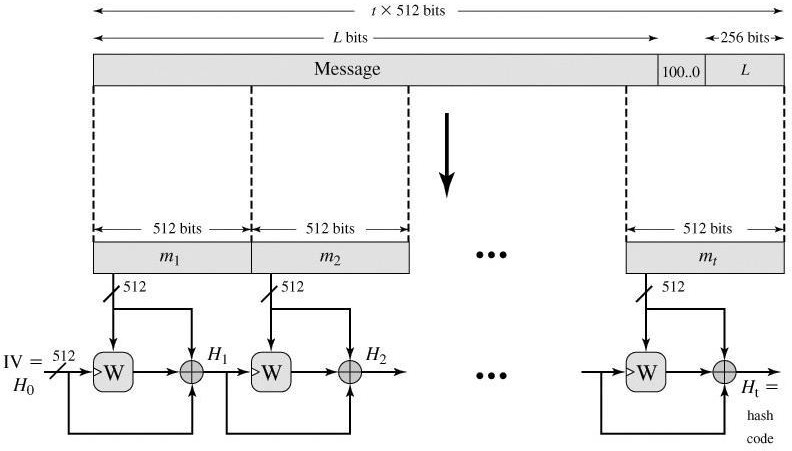 t × 512 bits
L bits
256 bits
Message
100..0
L
512 bits
512 bits
512 bits
m1
m2
•••
mt
512
512
512
IV =
H0
512
W
H1
W
H2
•••
W
Ht =
hash
code